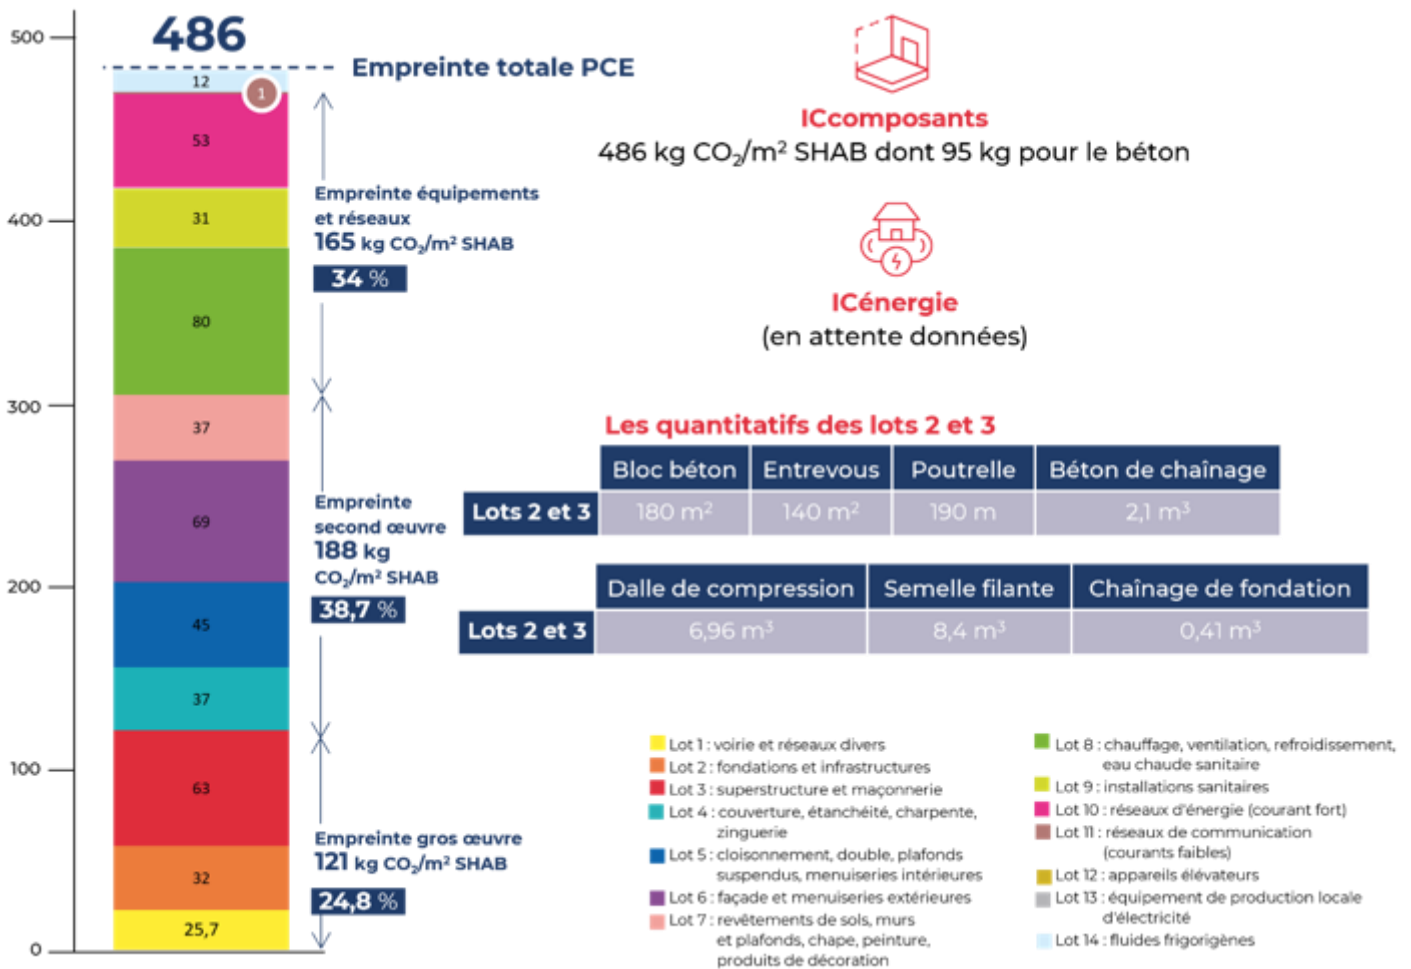 486
Empreinte totale PCE
500
400
300
200
100
0
12
1
53
31
80
37
69
45
37
63
32
25,7
Empreinte équipements
et réseaux
165 kg CO₂/m² SHAB
34 %
Empreinte
second œuvre
188 kg
CO₂/m² SHAB
38,7 %
Empreinte gros œuvre
121 kg CO₂/m² SHAB
24,8 %
ICcomposants
486 kg CO₂/m² SHAB dont 95 kg pour le béton
ICénergie
(en attente données)
Les quantitatifs des lots 2 et 3
Bloc béton Entrevous Poutrelle Béton de chaînage
Lots 2 et 3 180 m² 140 m² 190 m 2,1 m³
Dalle de compression Semelle filante Chaînage de fondation
Lots 2 et 3 6,96 m³ 8,4 m³ 0,41 m³
Lot 1 : voirie et réseaux divers
Lot 2 : fondations et infrastructures
Lot 3 : superstructure et maçonnerie
Lot 4 : couverture, étanchéité, charpente,
zinguerie
Lot 5 : cloisonnement, double, plafonds
suspendus, menuiseries intérieures
Lot 6 : façade et menuiseries extérieures
Lot 7 : revêtements de sols, murs
et plafonds, chape, peinture,
produits de décoration
Lot 8 : chauffage, ventilation, refroidissement,
eau chaude sanitaire
Lot 9 : installations sanitaires
Lot 10 : réseaux d'énergie (courant fort)
Lot 11 : réseaux de communication
(courants faibles)
Lot 12 : appareils élévateurs
Lot 13 : équipement de production locale
d'électricité
Lot 14 : fluides frigorigènes